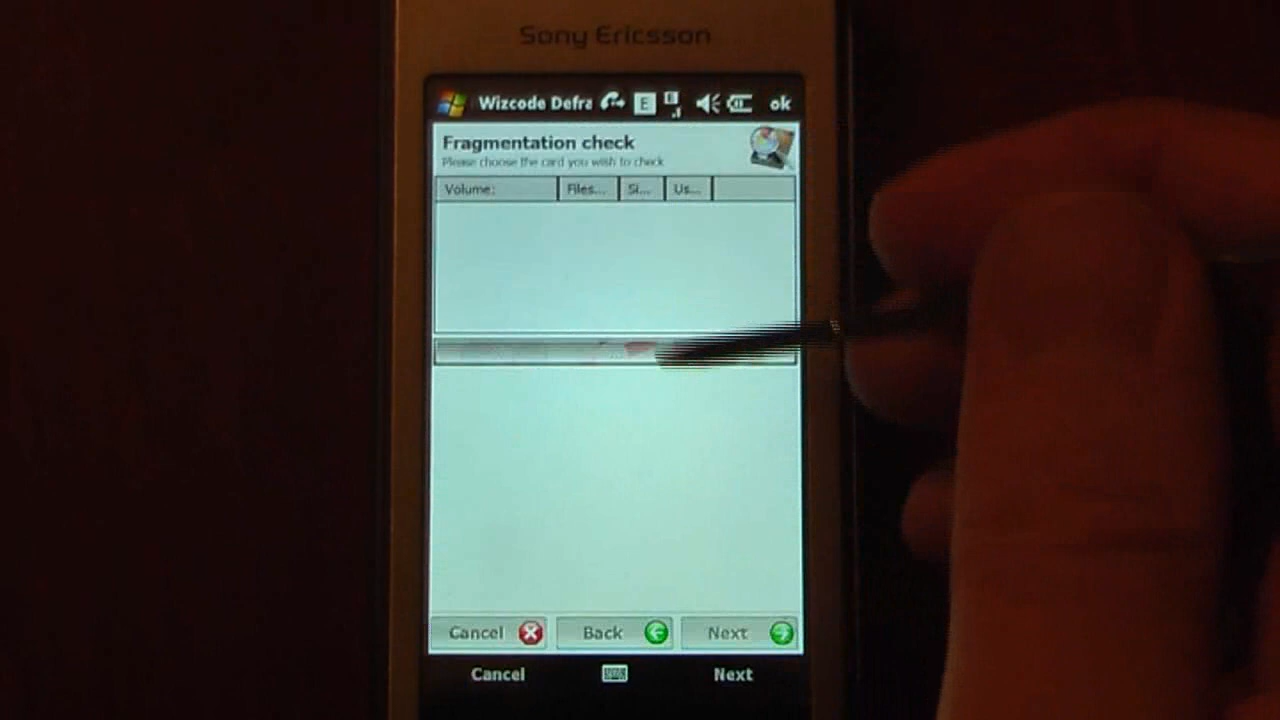 Sony Ericsson
Wizcode Defra E ok
Fragmentation check
Please choose the card you wish to check
Volume: Files... Si... Us...
...
Cancel Back Next
Cancel Next